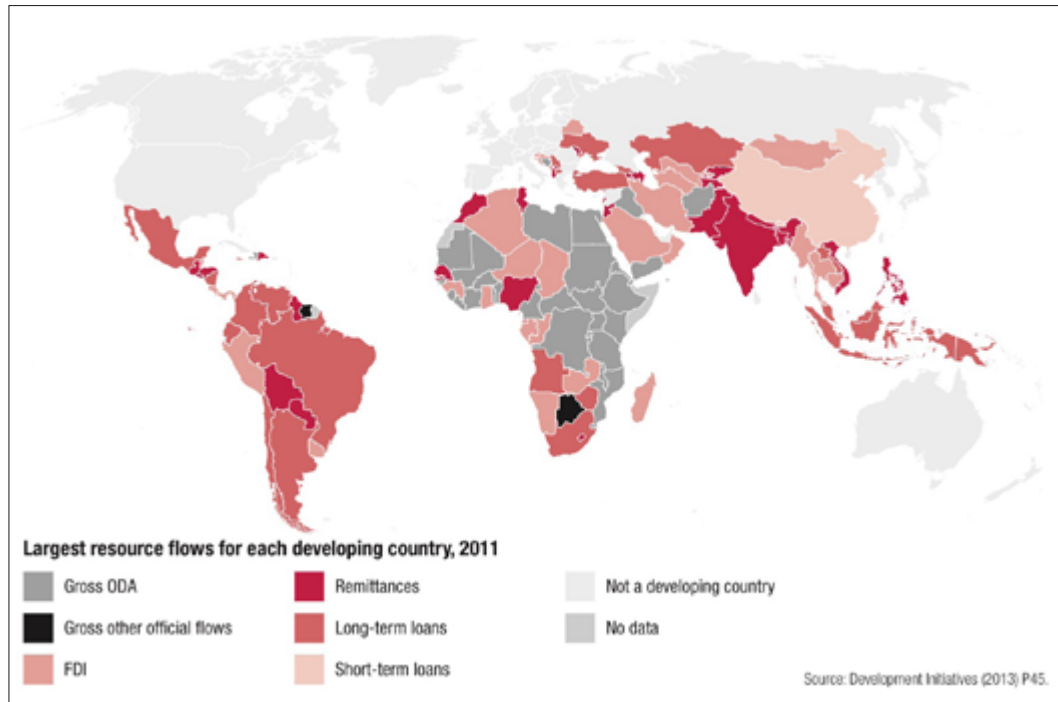 Largest resource flows for each developing country, 2011
Gross ODA
Remittances
Not a developing country
Gross other official flows
Long-term loans
No data
FDI
Short-term loans
Source: Development Initiatives (2013) P45.